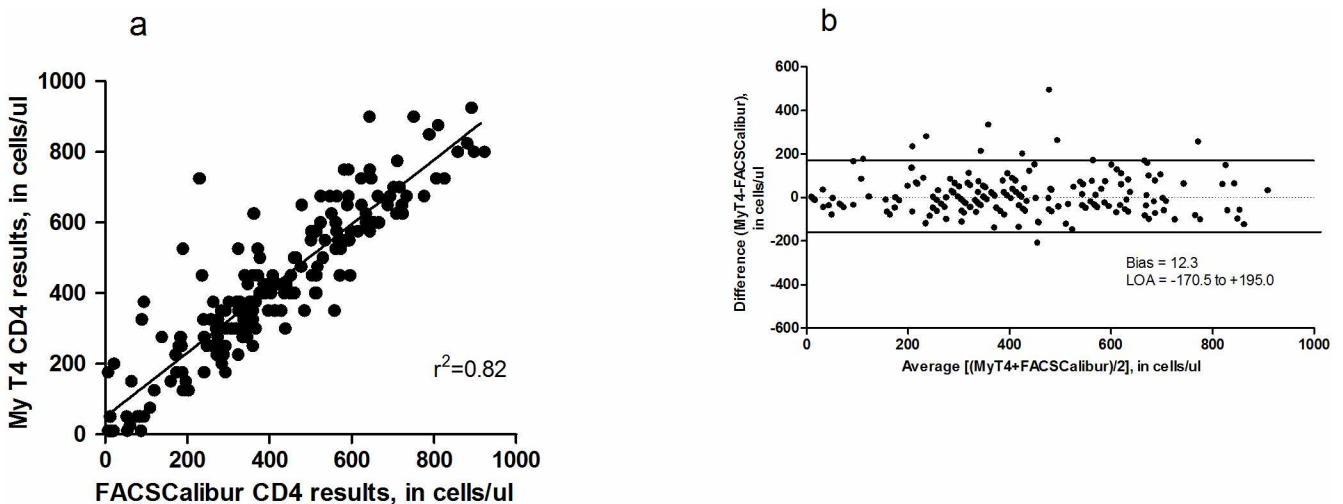 a
My T4 CD4 results, in cells/ul
1000
800
600
400
200
0
r²=0.82
0 200 400 600 800 1000
FACSCalibur CD4 results, in cells/ul
b
Difference (MyT4-FACSCalibur),
in cells/ul
600
400
200
0
-200
-400
-600
Bias = 12.3
LOA = -170.5 to +195.0
0 200 400 600 800 1000
Average [(MyT4+FACSCalibur)/2], in cells/ul